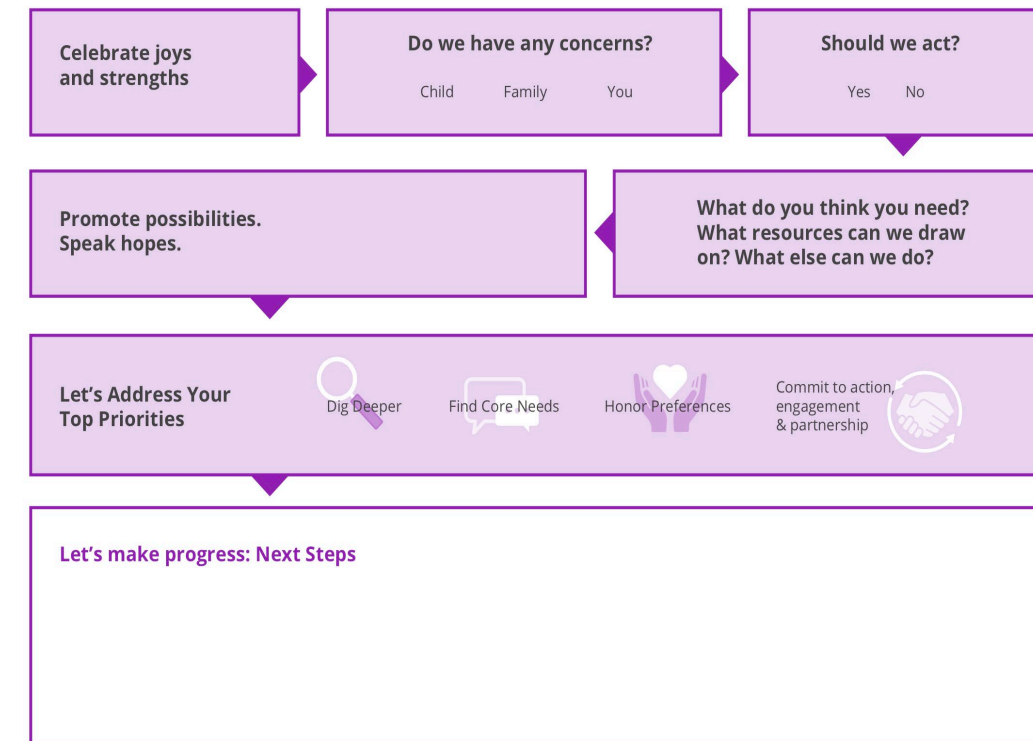 Celebrate joys
and strengths
Do we have any concerns?
Child Family You
Should we act?
Yes No
Promote possibilities.
Speak hopes.
What do you think you need?
What resources can we draw
on? What else can we do?
Let’s Address Your
Top Priorities
Dig Deeper
Find Core Needs
Honor Preferences
Commit to action,
engagement
& partnership
Let’s make progress: Next Steps